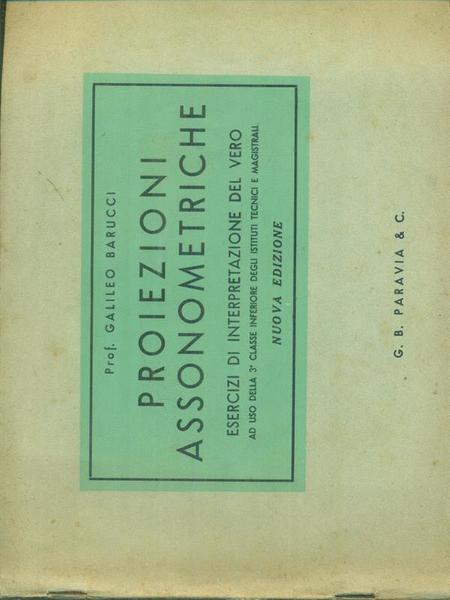 Prof. GALILEO BARUCCI
PROIEZIONI
ASSONOMETRICHE
ESERCIZI DI INTERPRETAZIONE DEL VERO
AD USO DELLA 3ª CLASSE INFERIORE DEGLI ISTITUTI TECNICI E MAGISTRALI
NUOVA EDIZIONE
G. B. PARAVIA & C.